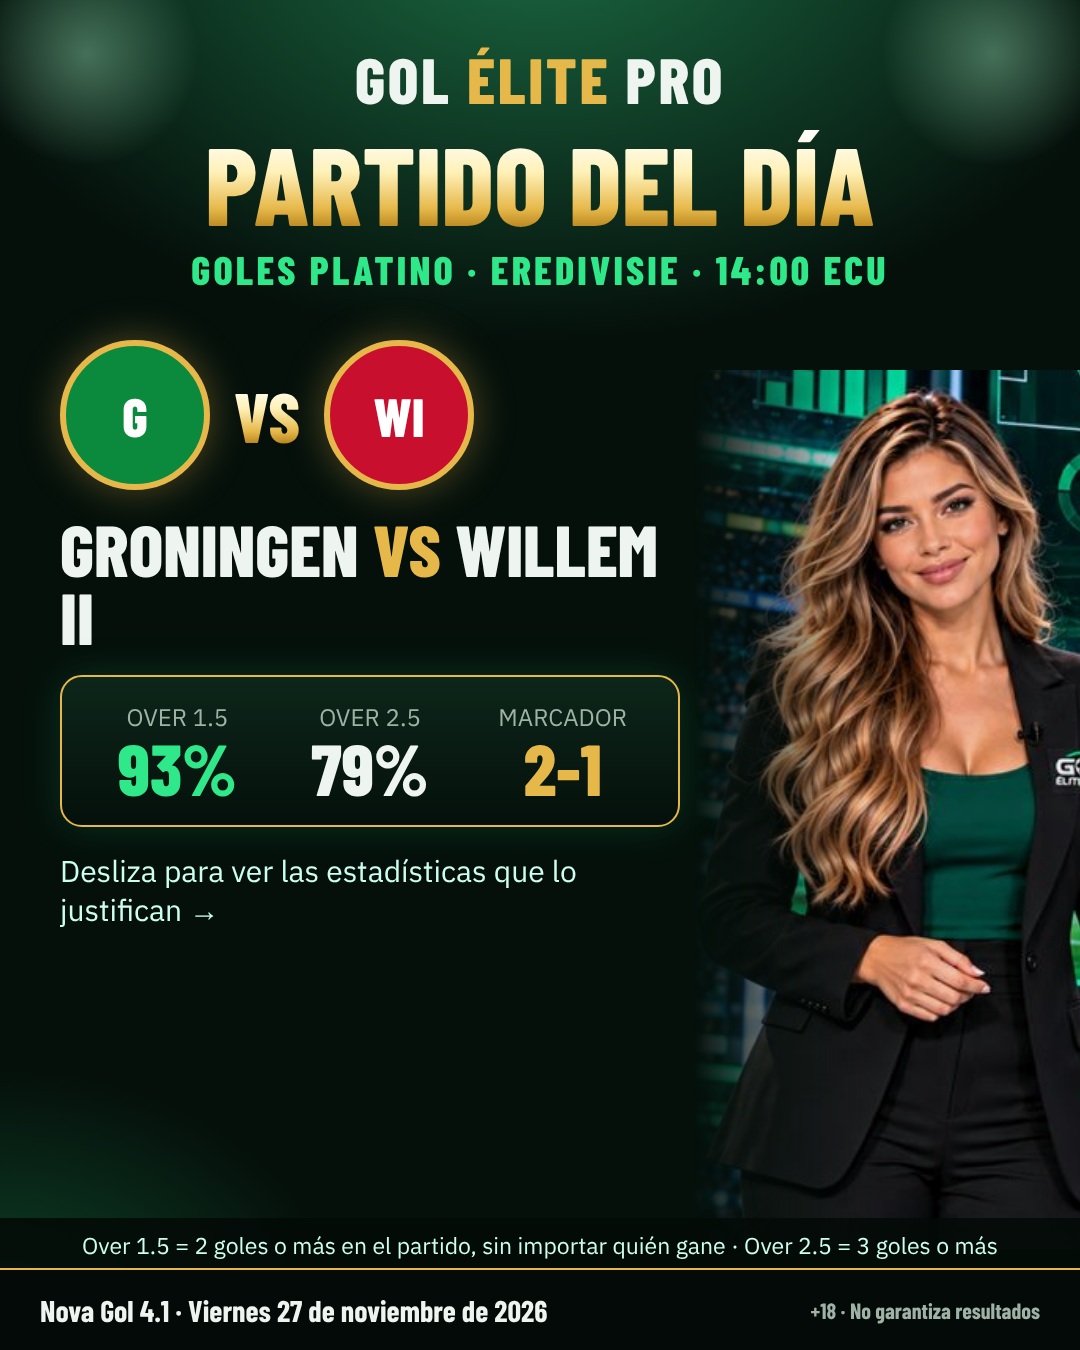 GOL ÉLITE PRO
PARTIDO DEL DÍA
GOLES PLATINO · EREDIVISIE · 14:00 ECU
G VS WI
GRONINGEN VS WILLEM
II
OVER 1.5 OVER 2.5 MARCADOR
93% 79% 2-1
Desliza para ver las estadísticas que lo
justifican →
Over 1.5 = 2 goles o más en el partido, sin importar quién gane · Over 2.5 = 3 goles o más
Nova Gol 4.1 · Viernes 27 de noviembre de 2026
+18 · No garantiza resultados